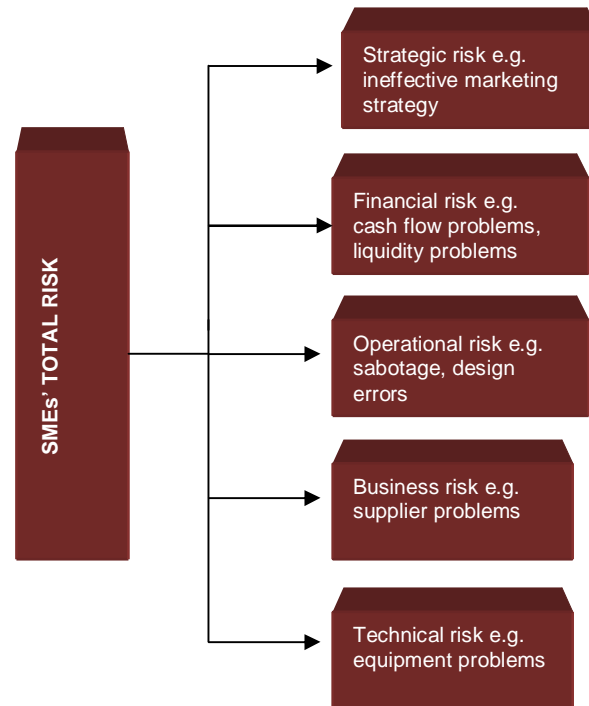 SMEs' TOTAL RISK
Strategic risk e.g.
ineffective marketing
strategy
Financial risk e.g.
cash flow problems,
liquidity problems
Operational risk e.g.
sabotage, design
errors
Business risk e.g.
supplier problems
Technical risk e.g.
equipment problems